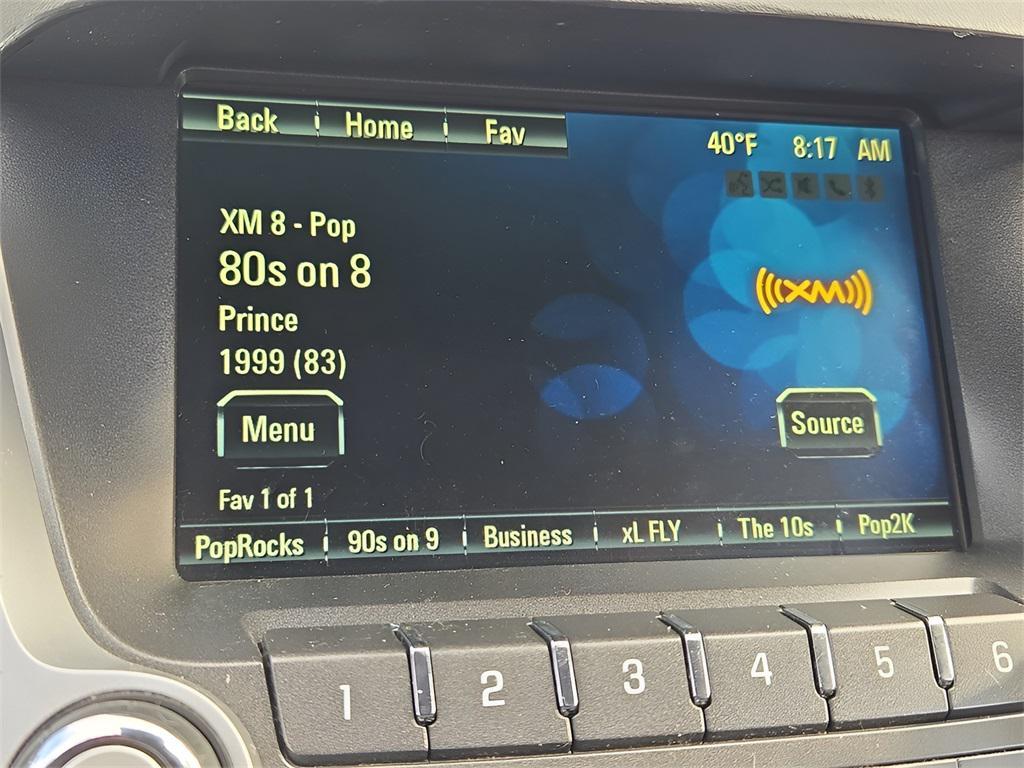 Back Home Fav
40°F 8:17 AM
XM 8 - Pop
80s on 8
XM
Prince
1999 (83)
Menu
Source
Fav 1 of 1
PopRocks 90s on 9 Business xL FLY The 10s Pop2K
1 2 3 4 5 6